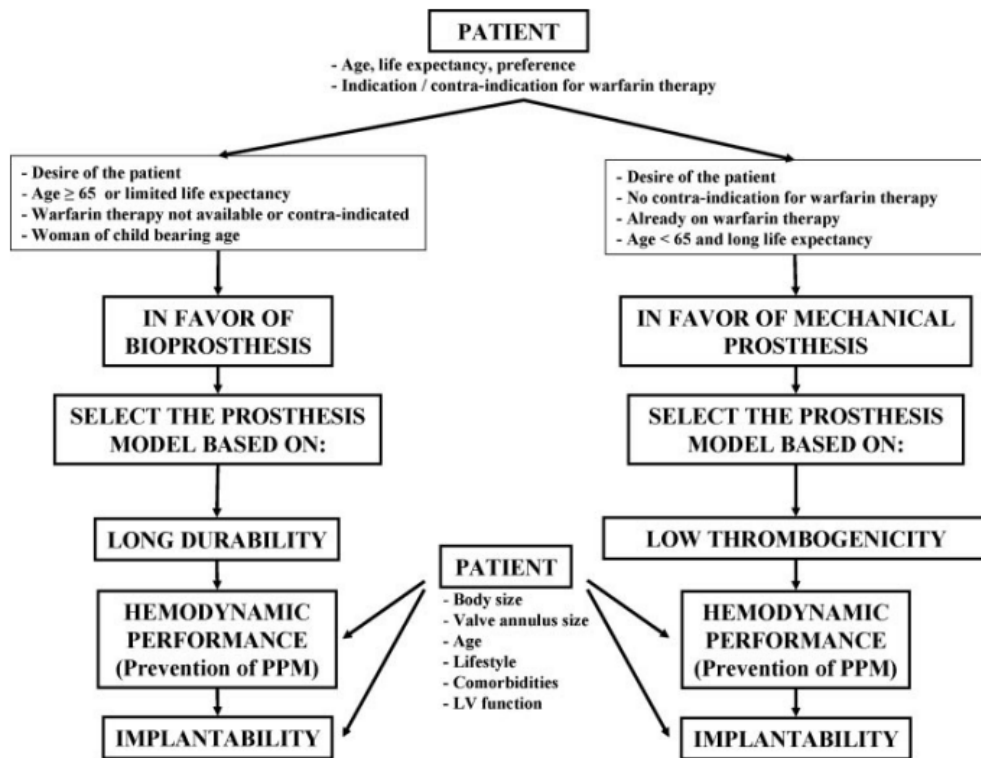 PATIENT
- Age, life expectancy, preference
- Indication / contra-indication for warfarin therapy
- Desire of the patient
- Age ≥ 65 or limited life expectancy
- Warfarin therapy not available or contra-indicated
- Woman of child bearing age
- Desire of the patient
- No contra-indication for warfarin therapy
- Already on warfarin therapy
- Age < 65 and long life expectancy
IN FAVOR OF
BIOPROSTHESIS
IN FAVOR OF MECHANICAL
PROSTHESIS
SELECT THE PROSTHESIS
MODEL BASED ON:
SELECT THE PROSTHESIS
MODEL BASED ON:
LONG DURABILITY
LOW THROMBOGENICITY
PATIENT
- Body size
- Valve annulus size
- Age
- Lifestyle
- Comorbidities
- LV function
HEMODYNAMIC
PERFORMANCE
(Prevention of PPM)
HEMODYNAMIC
PERFORMANCE
(Prevention of PPM)
IMPLANTABILITY
IMPLANTABILITY